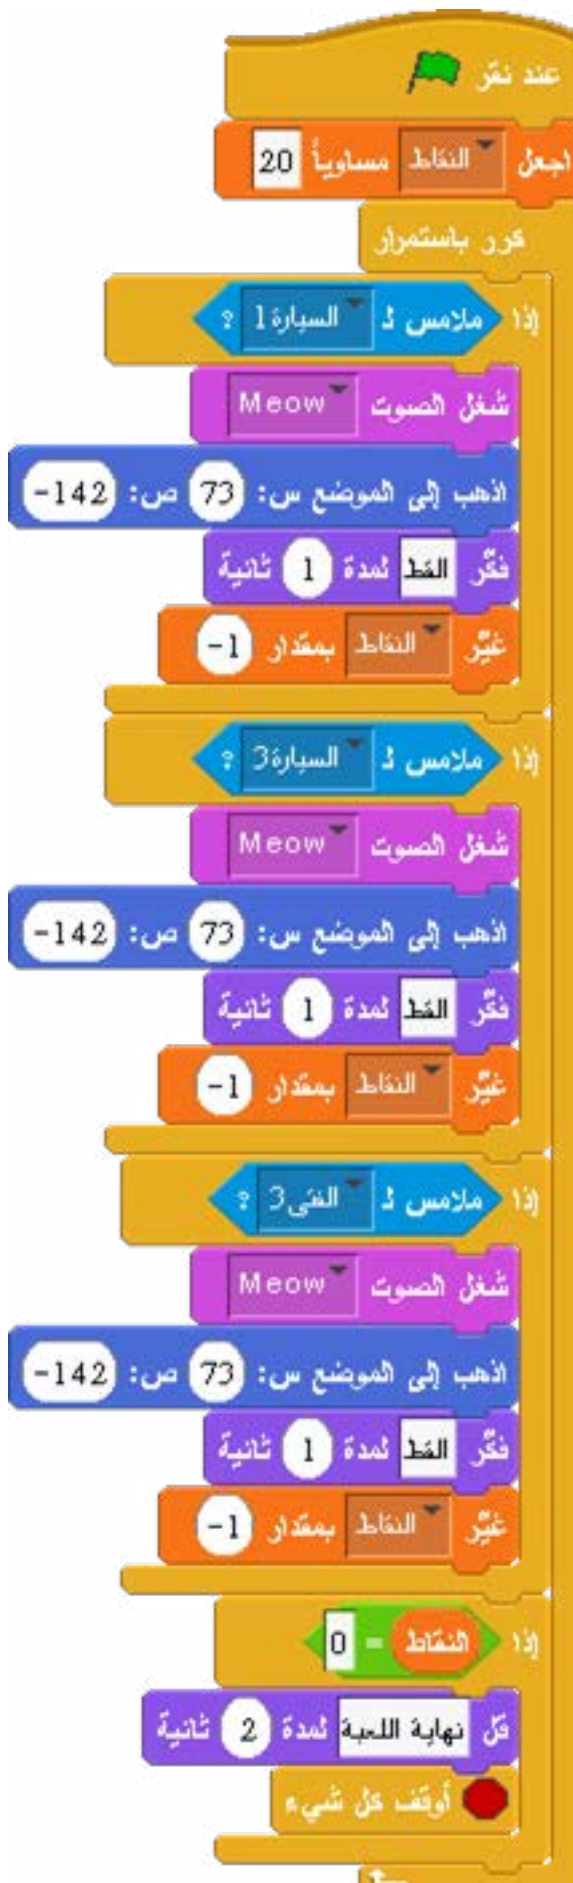 عند نقر
اجعل النقاط مساوياً 20
كرر باستمرار
إذا ملامس لـ السيارة1 ?
شغل الصوت Meow
اذهب إلى الموضع س: 73 ص: -142
فكّر القط لمدة 1 ثانية
غيّر النقاط بمقدار -1
إذا ملامس لـ السيارة3 ?
شغل الصوت Meow
اذهب إلى الموضع س: 73 ص: -142
فكّر القط لمدة 1 ثانية
غيّر النقاط بمقدار -1
إذا ملامس لـ الفتى3 ?
شغل الصوت Meow
اذهب إلى الموضع س: 73 ص: -142
فكّر القط لمدة 1 ثانية
غيّر النقاط بمقدار -1
إذا النقاط = 0
قل نهاية اللعبة لمدة 2 ثانية
أوقف كل شيء